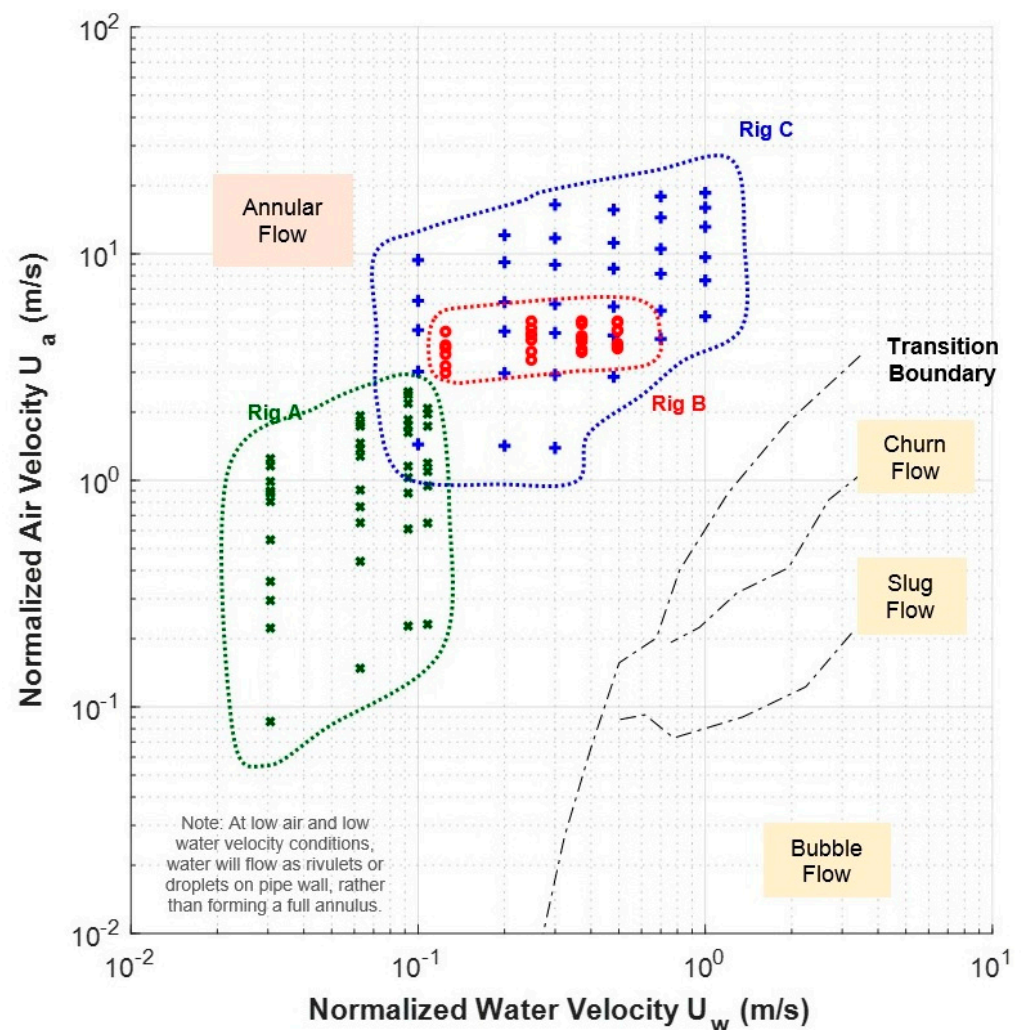 10²
Rig C
Annular
Flow
10¹
Transition
Boundary
Rig B
Rig A
Churn
Flow
10⁰
Slug
Flow
10⁻¹
Note: At low air and low
water velocity conditions,
water will flow as rivulets or
droplets on pipe wall, rather
than forming a full annulus.
Bubble
Flow
10⁻²
Normalized Air Velocity U a (m/s)
10⁻² 10⁻¹ 10⁰ 10¹
Normalized Water Velocity U w (m/s)